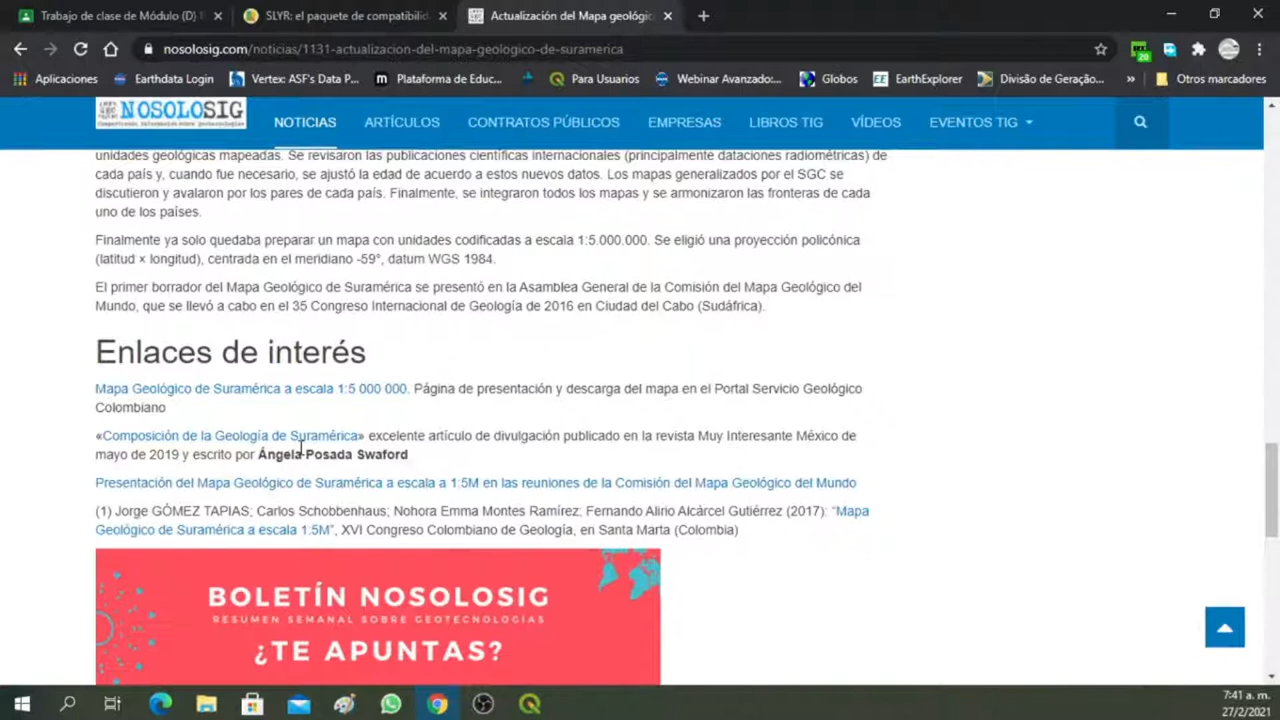 Trabajo de clase de Módulo (D)
SLYR: el paquete de compatibilid
Actualización del Mapa geológic
nosolosig.com/noticias/1131-actualizacion-del-mapa-geologico-de-suramerica
20
Aplicaciones
Earthdata Login
Vertex: ASF's Data P...
Plataforma de Educ...
Para Usuarios
Webinar Avanzado:...
Globos
EE
EarthExplorer
Divisão de Geração...
»
Otros marcadores
NOSOLOSIG
NOTICIAS
ARTÍCULOS
CONTRATOS PÚBLICOS
EMPRESAS
LIBROS TIG
VÍDEOS
EVENTOS TIG
unidades geológicas mapeadas. Se revisaron las publicaciones científicas internacionales (principalmente dataciones radiométricas) de
cada país y, cuando fue necesario, se ajustó la edad de acuerdo a estos nuevos datos. Los mapas generalizados por el SGC se
discutieron y avalaron por los pares de cada país. Finalmente, se integraron todos los mapas y se armonizaron las fronteras de cada
uno de los países.
Finalmente ya solo quedaba preparar un mapa con unidades codificadas a escala 1:5.000.000. Se eligió una proyección policónica
(latitud × longitud), centrada en el meridiano -59°, datum WGS 1984.
El primer borrador del Mapa Geológico de Suramérica se presentó en la Asamblea General de la Comisión del Mapa Geológico del
Mundo, que se llevó a cabo en el 35 Congreso Internacional de Geología de 2016 en Ciudad del Cabo (Sudáfrica).
Enlaces de interés
Mapa Geológico de Suramérica a escala 1:5 000 000. Página de presentación y descarga del mapa en el Portal Servicio Geológico
Colombiano
«Composición de la Geología de Suramérica» excelente artículo de divulgación publicado en la revista Muy Interesante México de
mayo de 2019 y escrito por Ángela Posada Swaford
Presentación del Mapa Geológico de Suramérica a escala a 1:5M en las reuniones de la Comisión del Mapa Geológico del Mundo
(1) Jorge GÓMEZ TAPIAS; Carlos Schobbenhaus; Nohora Emma Montes Ramírez; Fernando Alirio Alcárcel Gutiérrez (2017): “Mapa
Geológico de Suramérica a escala 1:5M”, XVI Congreso Colombiano de Geología, en Santa Marta (Colombia)
BOLETÍN NOSOLOSIG
RESUMEN SEMANAL SOBRE GEOTECNOLOGÍAS
¿TE APUNTAS?
7:41 a. m.
27/2/2021